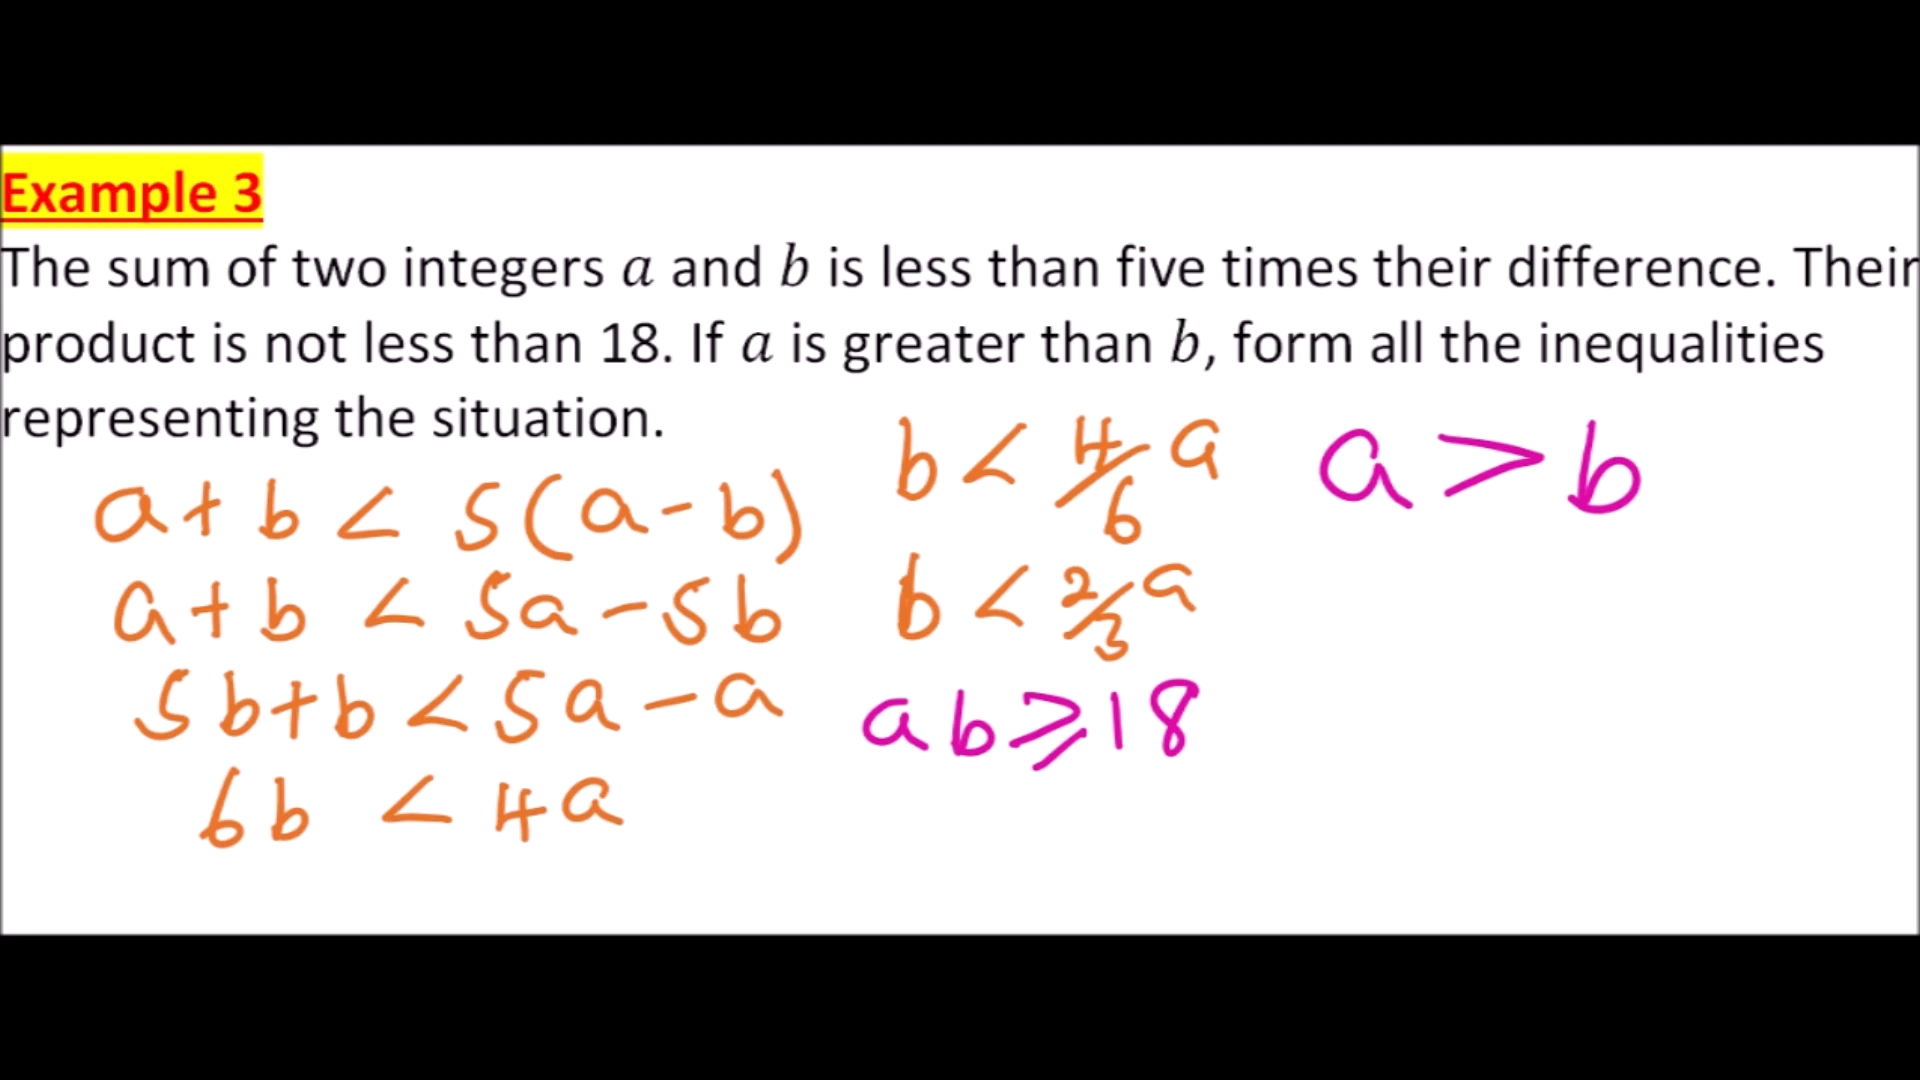 Example 3
The sum of two integers a and b is less than five times their difference. Their
product is not less than 18. If a is greater than b, form all the inequalities
representing the situation.
a + b < 5(a - b)
a + b < 5a - 5b
5b + b < 5a - a
6b < 4a
b < 4/6 a
b < 2/3 a
ab ⩾ 18
a > b